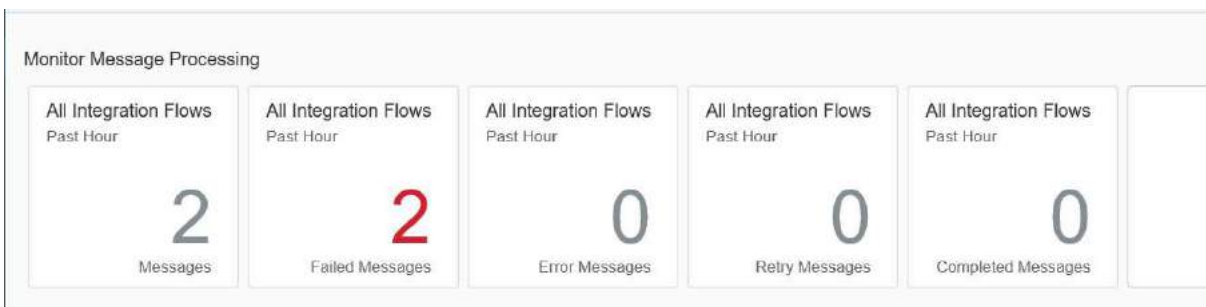 Monitor Message Processing
All Integration Flows
Past Hour
2
Messages
All Integration Flows
Past Hour
2
Failed Messages
All Integration Flows
Past Hour
0
Error Messages
All Integration Flows
Past Hour
0
Retry Messages
All Integration Flows
Past Hour
0
Completed Messages